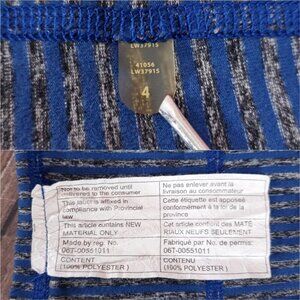 LW3791S
41056
LW3791S
4
Not to be removed until
delivered to the consumer
Ne pas enlever avant la
livraison au consommateur
This label is affixed in
compliance with Provincial
law
Cette étiquette est apposée
conformément à la loi de la
province
This article contains NEW
MATERIAL ONLY
Cet article contient des MATÉ
RIAUX NEUFS SEULEMENT
Made by reg. No.
06T-00551011
Fabriqué par No. de permis:
06T-00551011
CONTENT
(100% POLYESTER)
CONTENU
(100% POLYESTER)